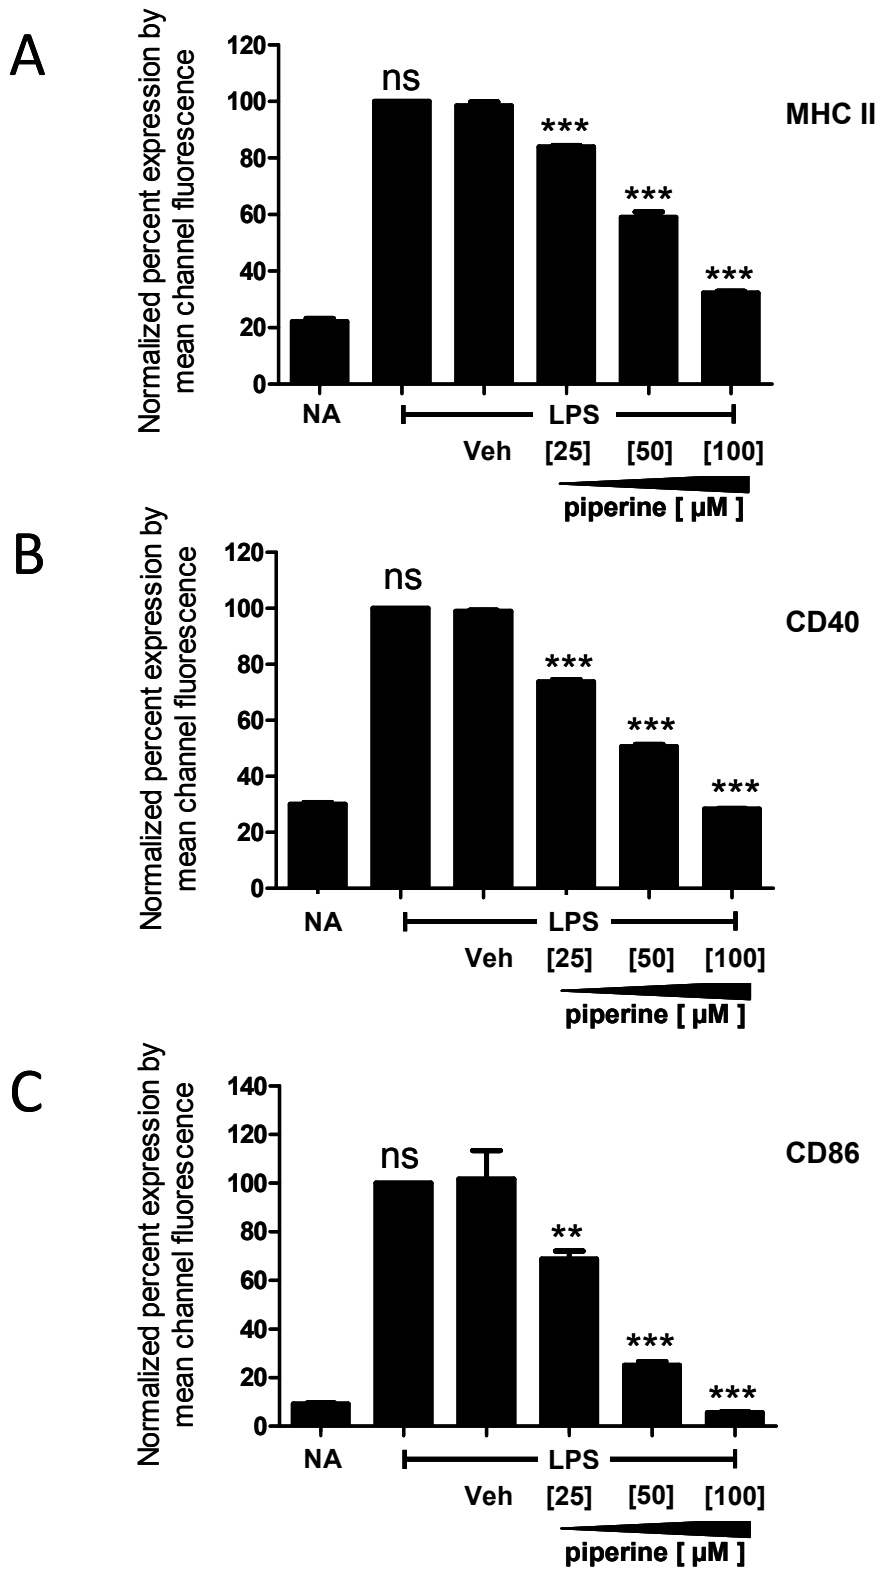 A
Normalized percent expression by
mean channel fluorescence
120
100
80
60
40
20
0
ns
***
***
***
MHC II
NA
LPS
Veh [25] [50] [100]
piperine [ µM ]
B
Normalized percent expression by
mean channel fluorescence
120
100
80
60
40
20
0
ns
***
***
***
CD40
NA
LPS
Veh [25] [50] [100]
piperine [ µM ]
C
Normalized percent expression by
mean channel fluorescence
140
120
100
80
60
40
20
0
ns
**
***
***
CD86
NA
LPS
Veh [25] [50] [100]
piperine [ µM ]